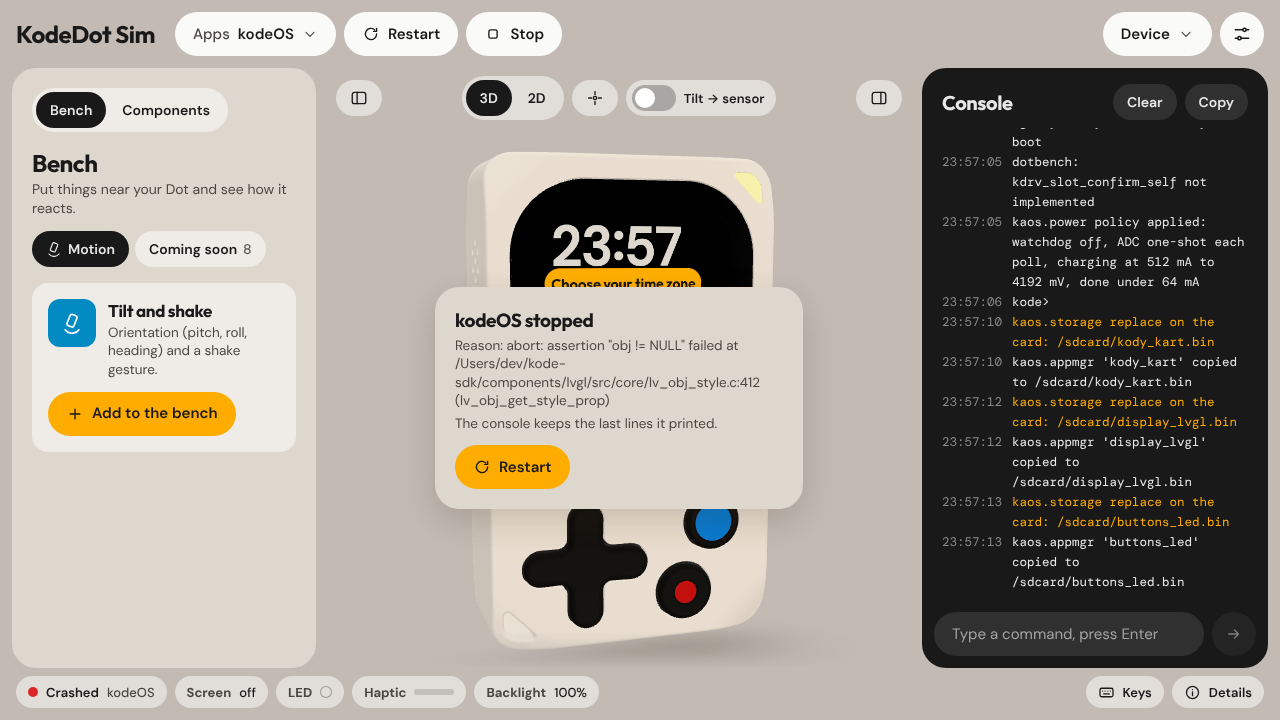 KodeDot Sim
Apps kodeOS
Restart
Stop
Device
Bench
Components
Bench
Put things near your Dot and see how it
reacts.
Motion
Coming soon 8
Tilt and shake
Orientation (pitch, roll,
heading) and a shake
gesture.
Add to the bench
3D
2D
Tilt → sensor
23:57
Choose your time zone
kodeOS stopped
Reason: abort: assertion "obj != NULL" failed at
/Users/dev/kode-
sdk/components/lvgl/src/core/lv_obj_style.c:412
(lv_obj_get_style_prop)
The console keeps the last lines it printed.
Restart
Console
Clear
Copy
boot
23:57:05 dotbench:
kdrv_slot_confirm_self not
implemented
23:57:05 kaos.power policy applied:
watchdog off, ADC one-shot each
poll, charging at 512 mA to
4192 mV, done under 64 mA
23:57:06 kode>
23:57:10 kaos.storage replace on the
card: /sdcard/kody_kart.bin
23:57:10 kaos.appmgr 'kody_kart' copied
to /sdcard/kody_kart.bin
23:57:12 kaos.storage replace on the
card: /sdcard/display_lvgl.bin
23:57:12 kaos.appmgr 'display_lvgl'
copied to
/sdcard/display_lvgl.bin
23:57:13 kaos.storage replace on the
card: /sdcard/buttons_led.bin
23:57:13 kaos.appmgr 'buttons_led'
copied to
/sdcard/buttons_led.bin
Type a command, press Enter
Crashed kodeOS
Screen off
LED
Haptic
Backlight 100%
Keys
Details